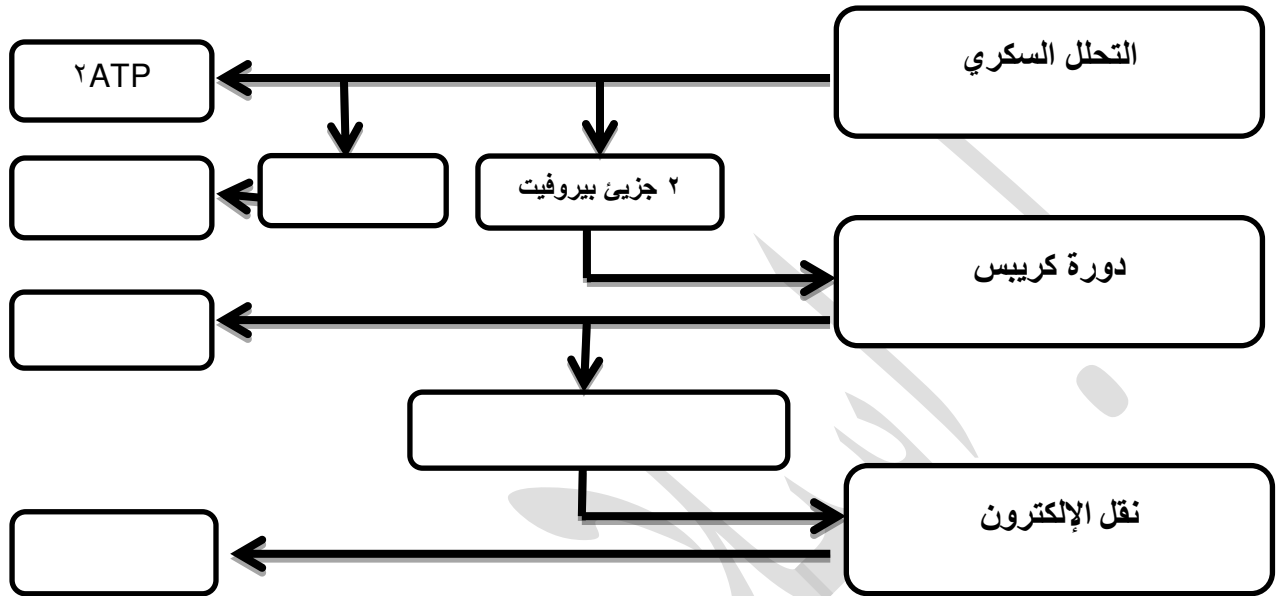 التحلل السكري
٢ATP
٢ جزيئ بيروفيت
دورة كريبس
نقل الإلكترون